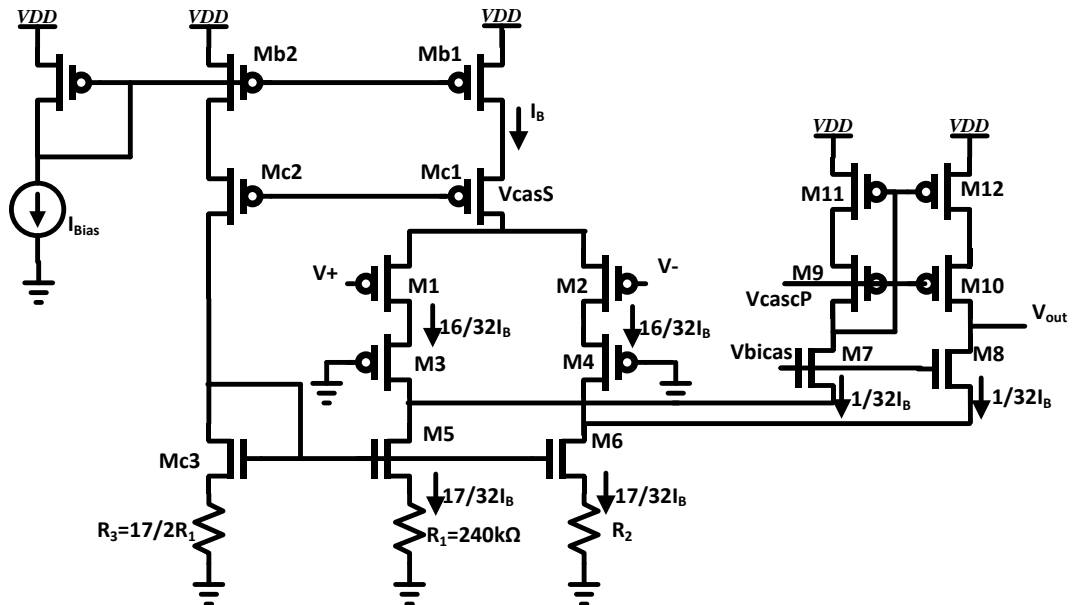 VDD
VDD
VDD
Mb2
Mb1
I_B
VDD
VDD
Mc2
Mc1
VcasS
M11
M12
I_Bias
V+
M1
M2
V-
M9
M10
VcascP
V_out
16/32I_B
16/32I_B
M3
M4
Vbicas
M7
M8
1/32I_B
1/32I_B
Mc3
M5
M6
17/32I_B
17/32I_B
R_3=17/2R_1
R_1=240kΩ
R_2